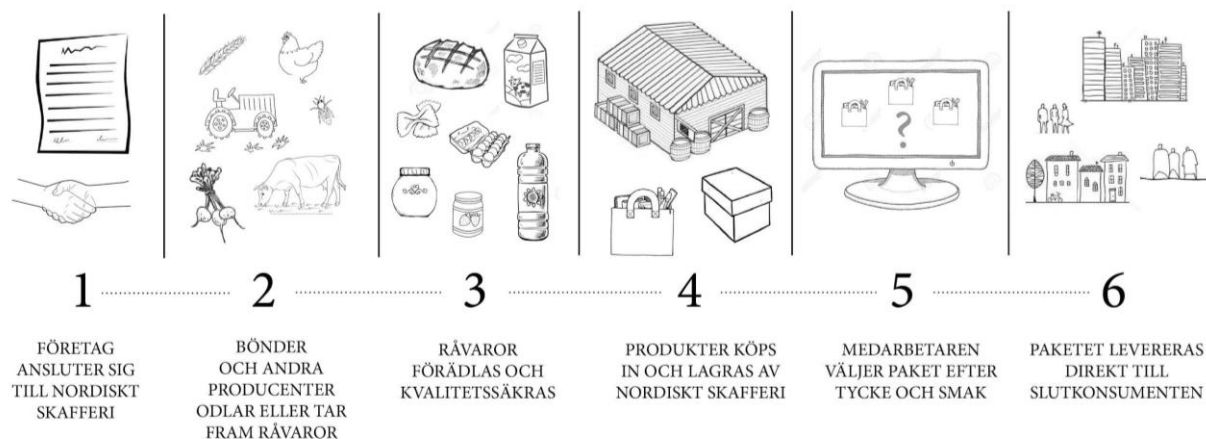 1
2
3
4
5
6
FÖRETAG
ANSLUTER SIG
TILL NORDISKT
SKAFFERI
BÖNDER
OCH ANDRA
PRODUCENTER
ODLAR ELLER TAR
FRAM RÅVAROR
RÅVAROR
FÖRÄDLAS OCH
KVALITETSSÄKRAS
PRODUKTER KÖPS
IN OCH LAGRAS AV
NORDISKT SKAFFERI
MEDARBETAREN
VÄLJER PAKET EFTER
TYCKE OCH SMAK
PAKETET LEVERERAS
DIREKT TILL
SLUTKONSUMENTEN
?